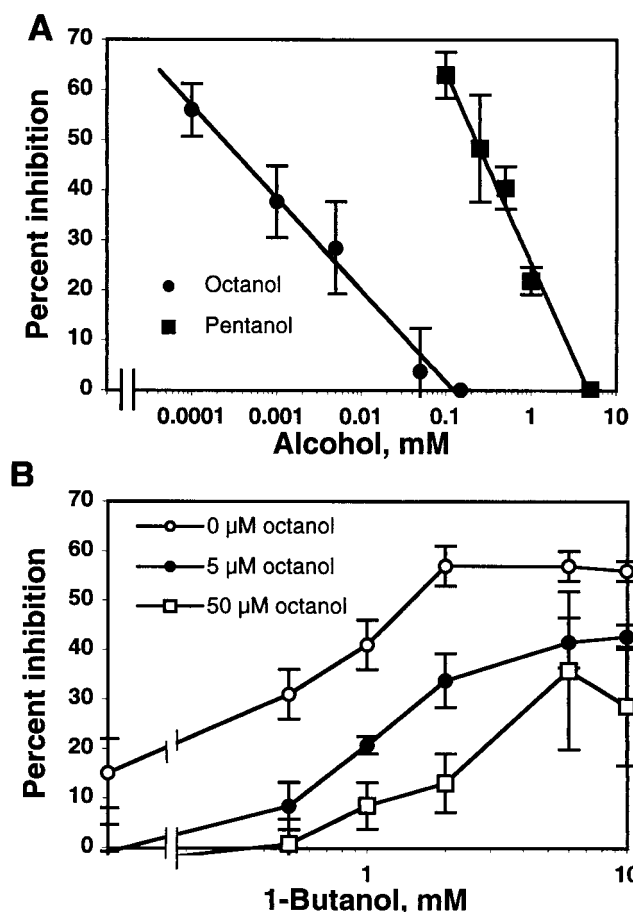 A
Percent inhibition
70
60
50
40
30
20
10
0
Octanol
Pentanol
0.0001
0.001
0.01
0.1
1
10
Alcohol, mM
B
Percent inhibition
70
60
50
40
30
20
10
0
0 µM octanol
5 µM octanol
50 µM octanol
1
10
1-Butanol, mM